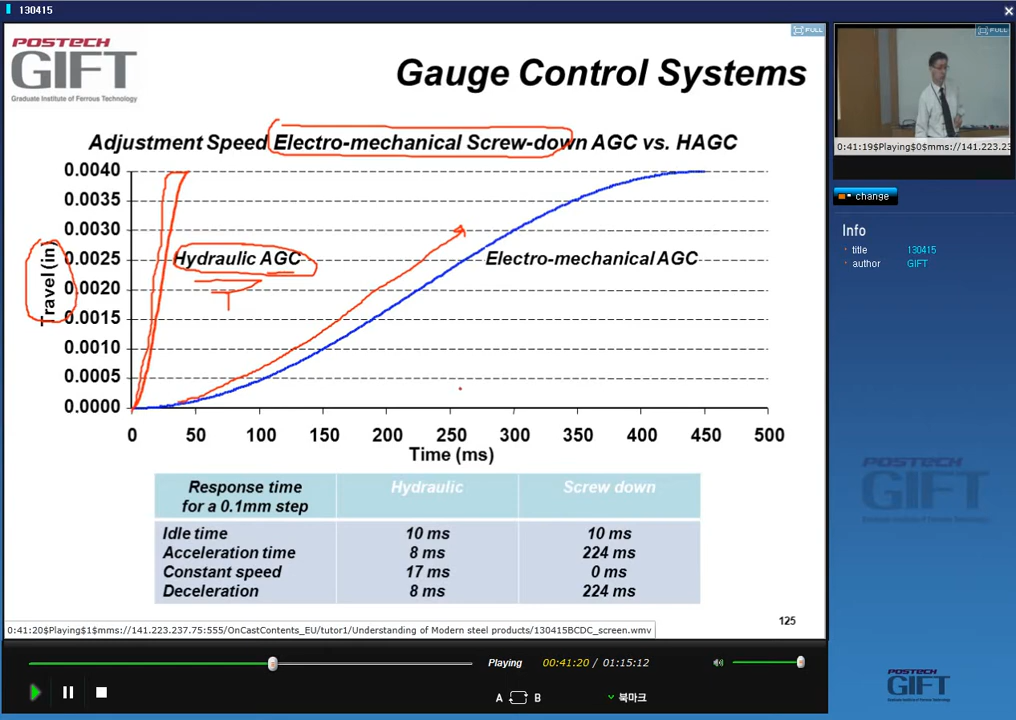 130415
POSTECH
GIFT
Graduate Institute of Ferrous Technology
Gauge Control Systems
Adjustment Speed Electro-mechanical Screw-down AGC vs. HAGC
Travel (in)
0.0040
0.0035
0.0030
0.0025
0.0020
0.0015
0.0010
0.0005
0.0000
Hydraulic AGC
Electro-mechanical AGC
0 50 100 150 200 250 300 350 400 450 500
Time (ms)
Response time for a 0.1mm step Hydraulic Screw down
Idle time 10 ms 10 ms
Acceleration time 8 ms 224 ms
Constant speed 17 ms 0 ms
Deceleration 8 ms 224 ms
125
0:41:20$Playing$1$mms://141.223.237.75:555/OnCastContents_EU/tutor1/Understanding of Modern steel products/130415BCDC_screen.wmv
FULL
FULL
0:41:19$Playing$0$mms://141.223.23
change
Info
title 130415
author GIFT
POSTECH
GIFT
Playing 00:41:20 / 01:15:12
A B
북마크
GIFT